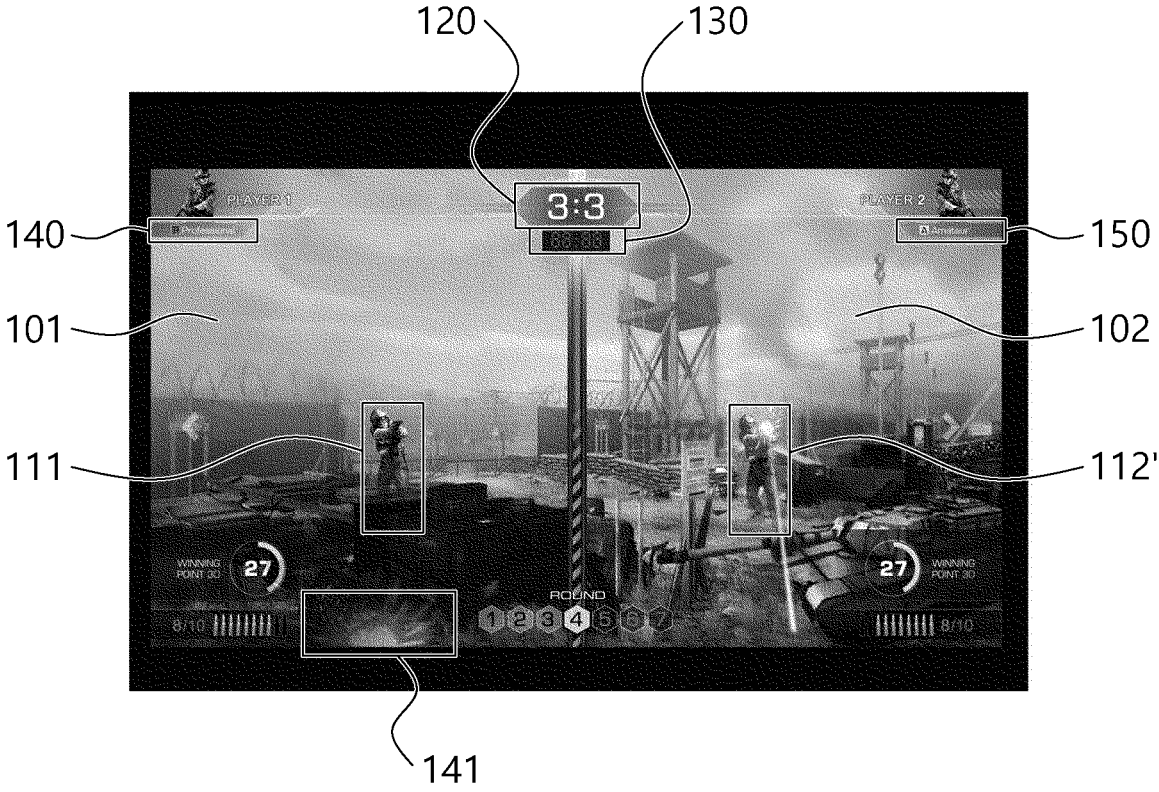 120 130
PLAYER 1 3:3 PLAYER 2
140 Professional A Amateur 150
101 102
111 112'
WINNING POINT 30 27 27 WINNING POINT 30
ROUND
8/10 1 2 3 4 5 6 7 8/10
141